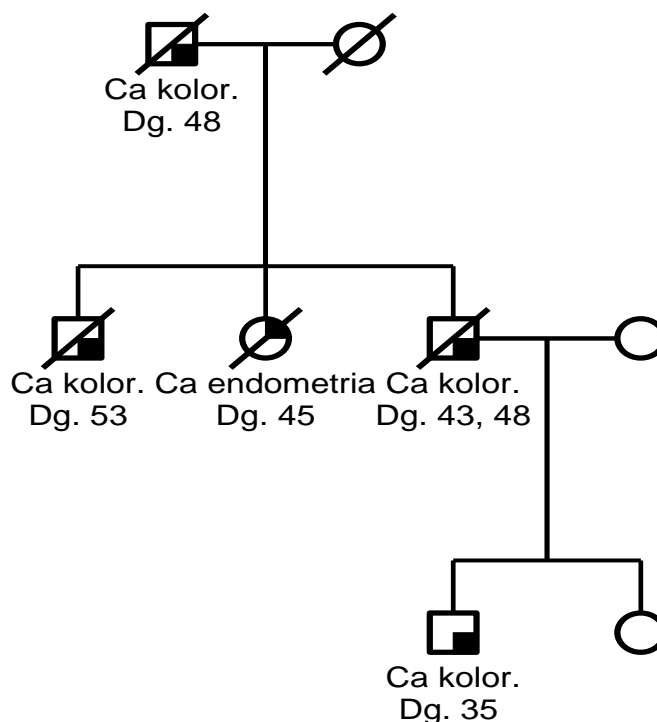 Ca kolor.
Dg. 48
Ca kolor.
Dg. 53
Ca endometria
Dg. 45
Ca kolor.
Dg. 43, 48
Ca kolor.
Dg. 35